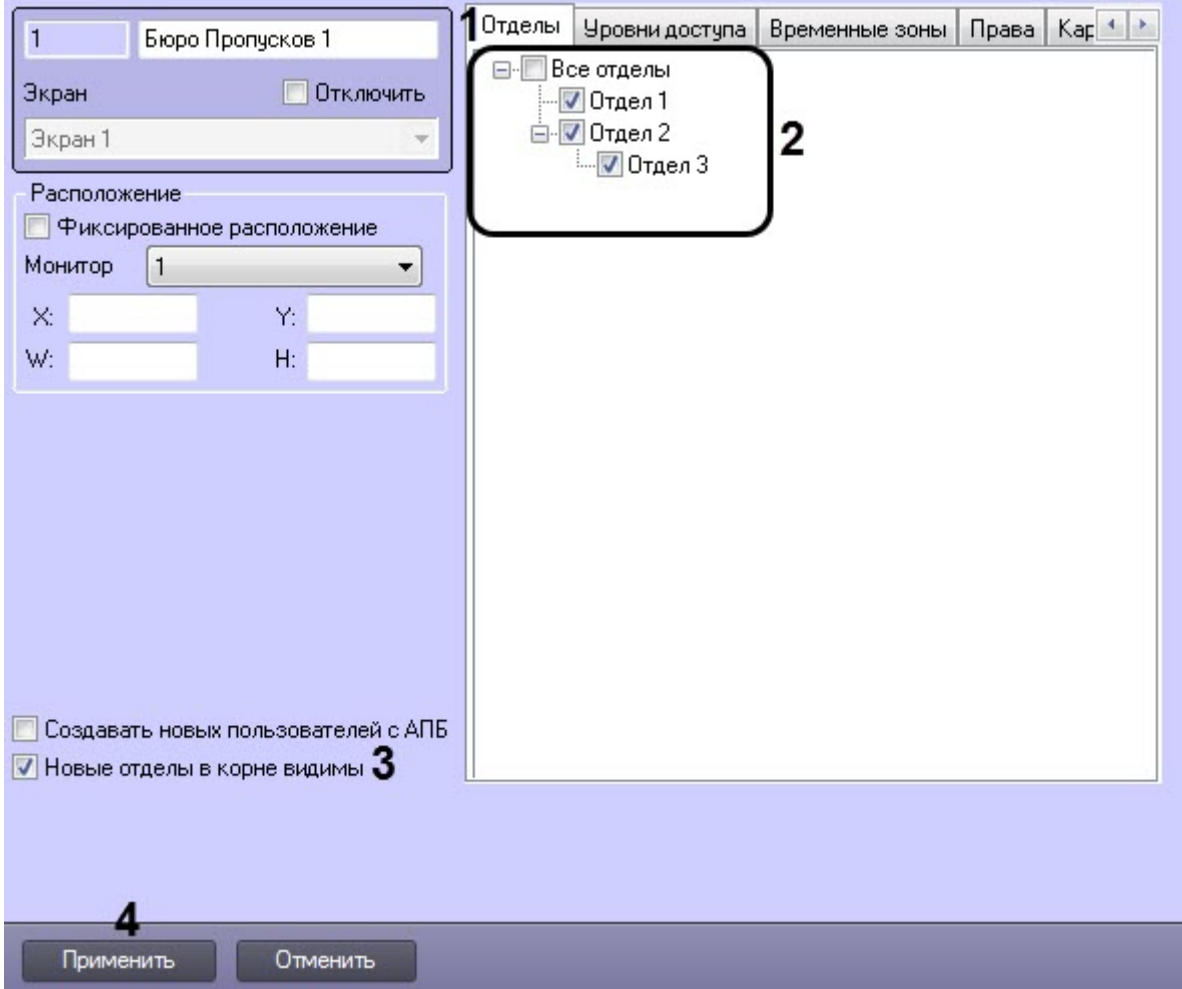 1 Бюро Пропусков 1
Экран Отключить
Экран 1
Расположение
Фиксированное расположение
Монитор 1
X: Y:
W: H:
1 Отделы Уровни доступа Временные зоны Права Кар
Все отделы
Отдел 1
Отдел 2
Отдел 3
2
Создавать новых пользователей с АПБ
Новые отделы в корне видимы 3
4
Применить Отменить